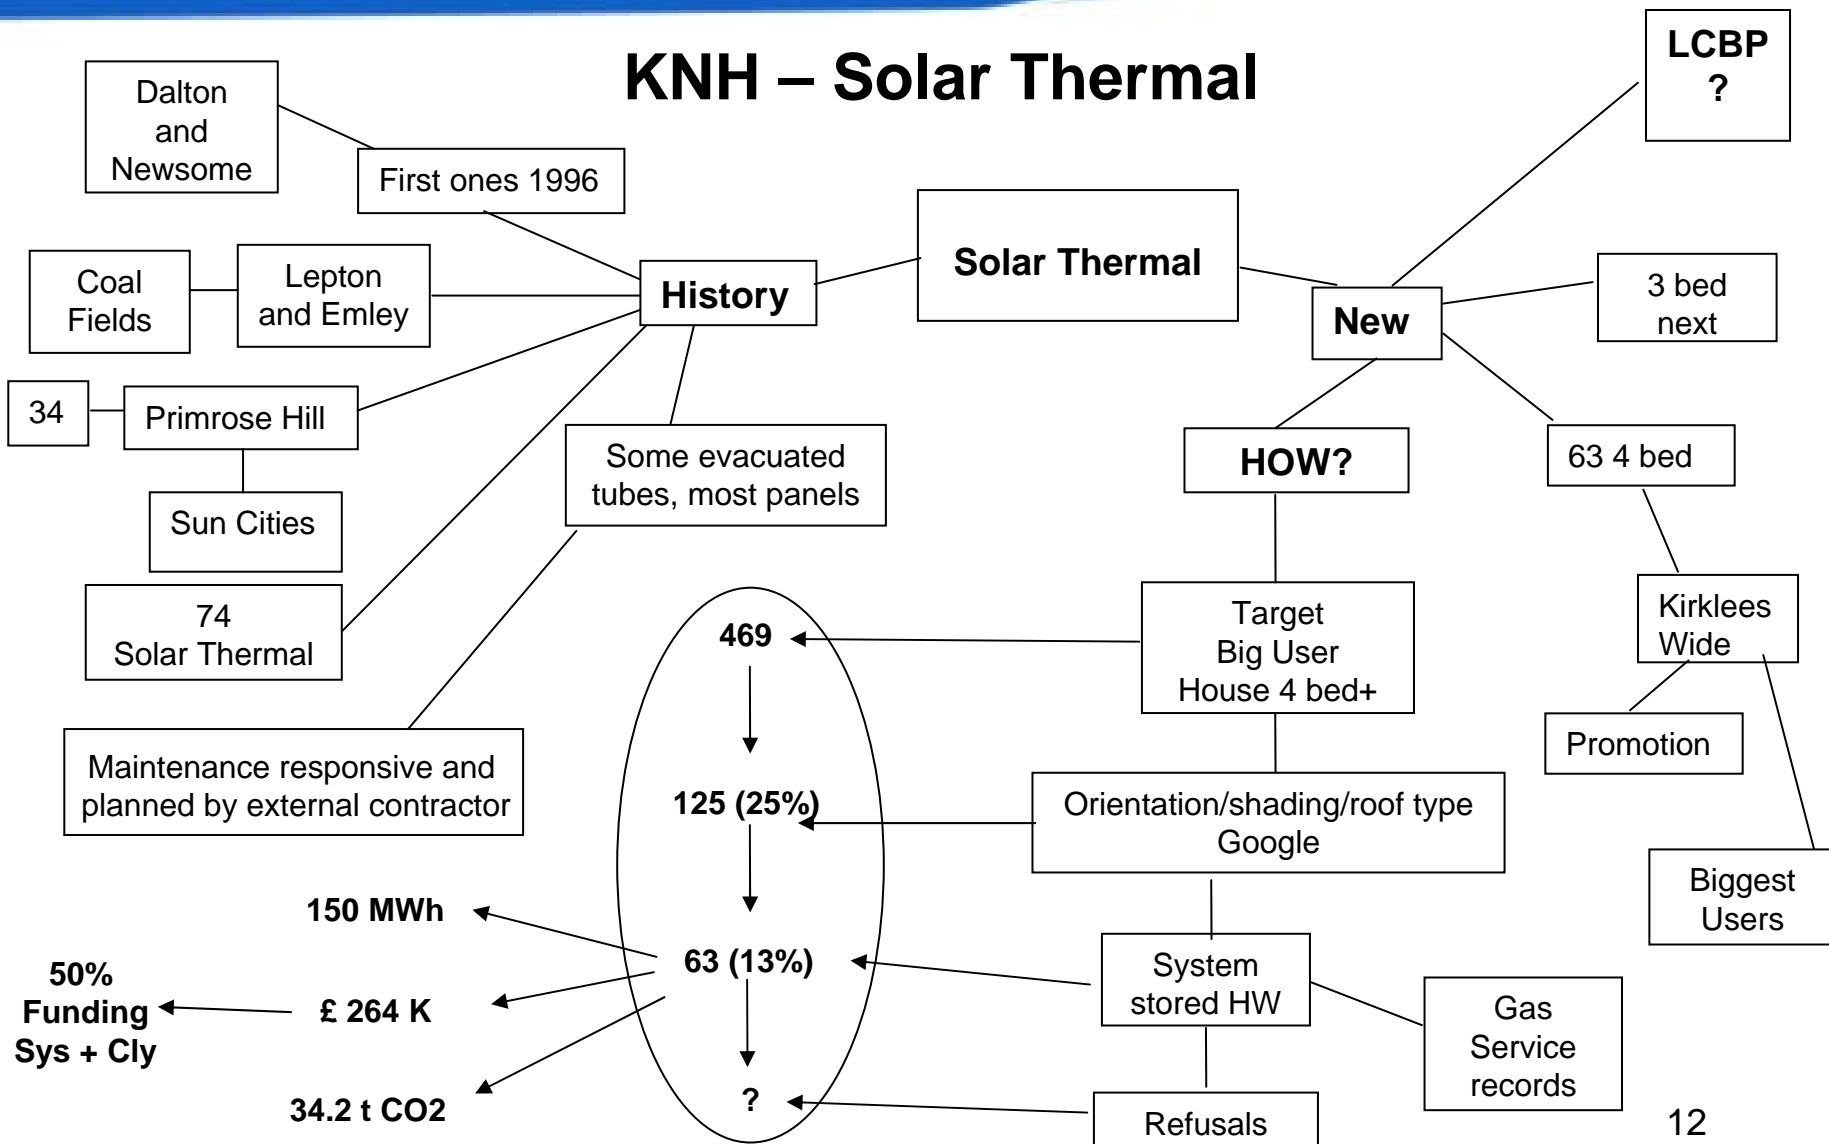 KNH – Solar Thermal
LCBP
?
Dalton
and
Newsome
First ones 1996
Solar Thermal
Coal
Fields
Lepton
and Emley
History
New
3 bed
next
34
Primrose Hill
Some evacuated
tubes, most panels
HOW?
63 4 bed
Sun Cities
74
Solar Thermal
469
Target
Big User
House 4 bed+
Kirklees
Wide
Promotion
Maintenance responsive and
planned by external contractor
125 (25%)
Orientation/shading/roof type
Google
Biggest
Users
150 MWh
63 (13%)
System
stored HW
50%
Funding
Sys + Cly
£ 264 K
Gas
Service
records
34.2 t CO2
?
Refusals
12